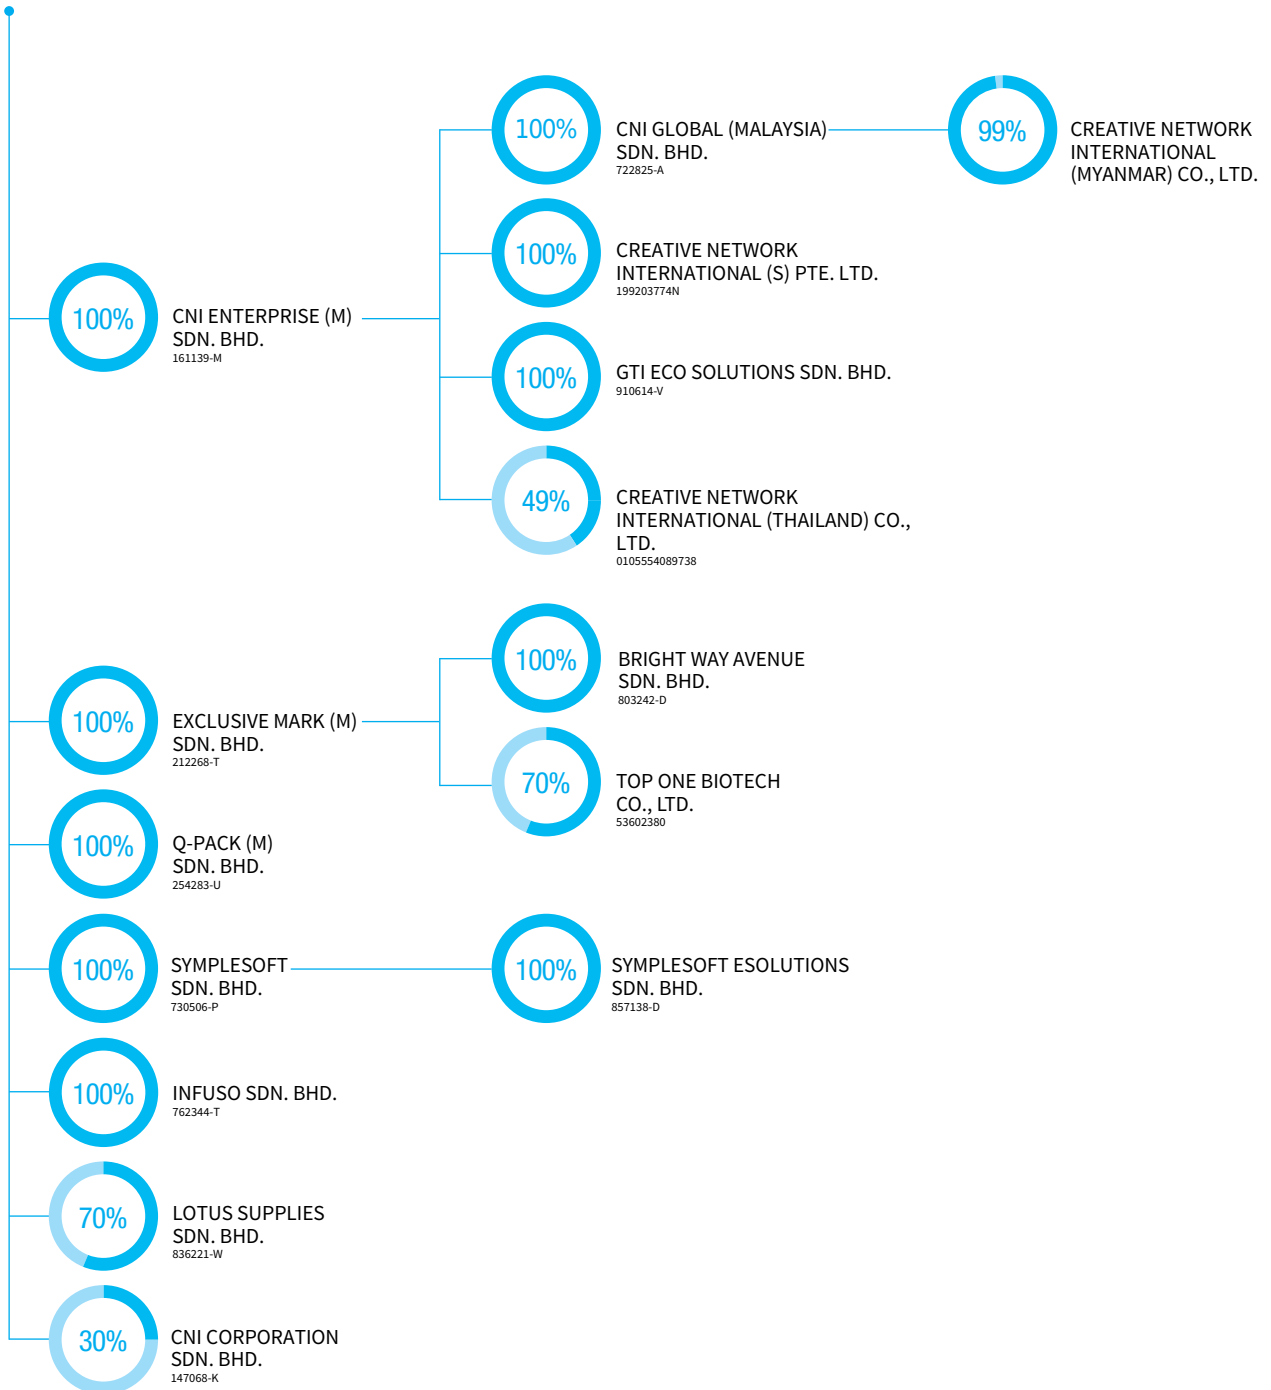 100%
CNI GLOBAL (MALAYSIA)
SDN. BHD.
722825-A
99%
CREATIVE NETWORK
INTERNATIONAL
(MYANMAR) CO., LTD.
100%
CREATIVE NETWORK
INTERNATIONAL (S) PTE. LTD.
199203774N
100%
CNI ENTERPRISE (M)
SDN. BHD.
161139-M
100%
GTI ECO SOLUTIONS SDN. BHD.
910614-V
49%
CREATIVE NETWORK
INTERNATIONAL (THAILAND) CO.,
LTD.
0105554089738
100%
BRIGHT WAY AVENUE
SDN. BHD.
803242-D
100%
EXCLUSIVE MARK (M)
SDN. BHD.
212268-T
70%
TOP ONE BIOTECH
CO., LTD.
53602380
100%
Q-PACK (M)
SDN. BHD.
254283-U
100%
SYMPLESOFT
SDN. BHD.
730506-P
100%
SYMPLESOFT ESOLUTIONS
SDN. BHD.
857138-D
100%
INFUSO SDN. BHD.
762344-T
70%
LOTUS SUPPLIES
SDN. BHD.
836221-W
30%
CNI CORPORATION
SDN. BHD.
147068-K